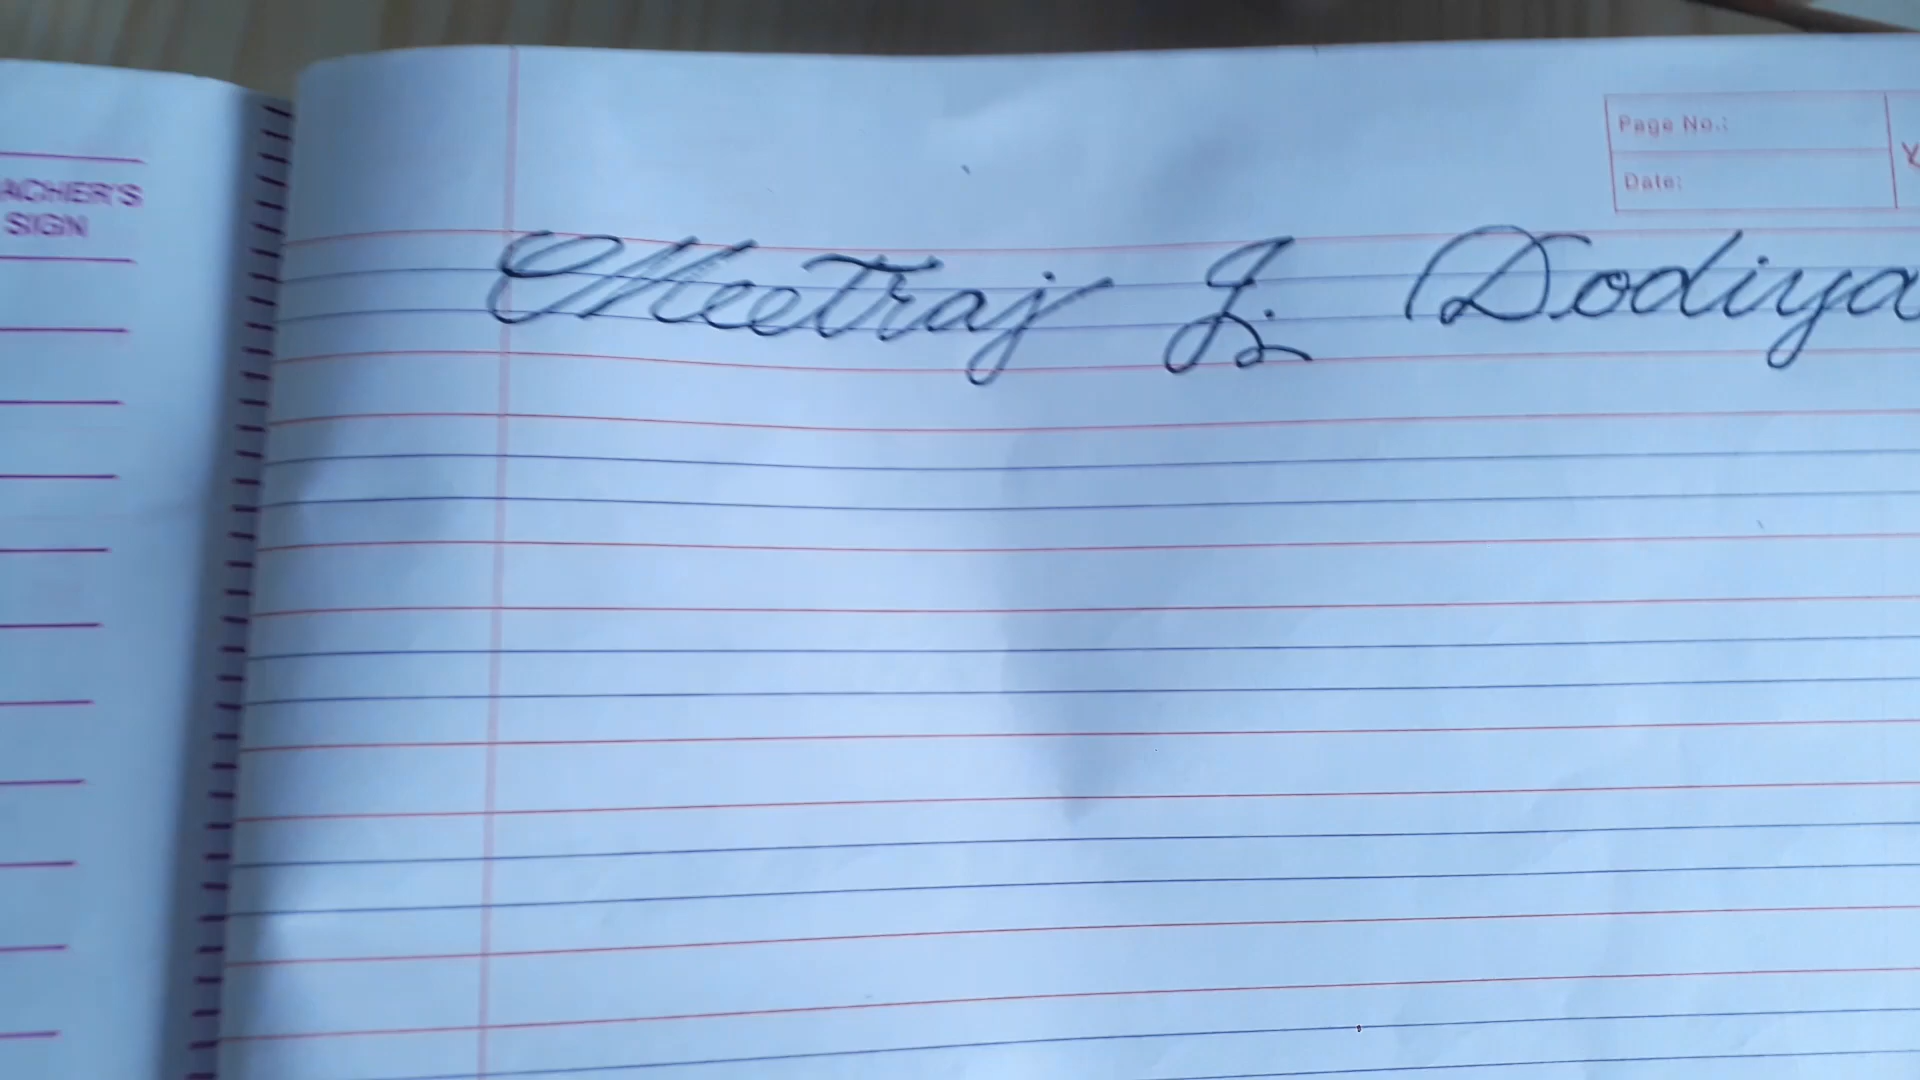 ACHER'S
SIGN
Page No.:
Date:
Meetraj J. Dodiya